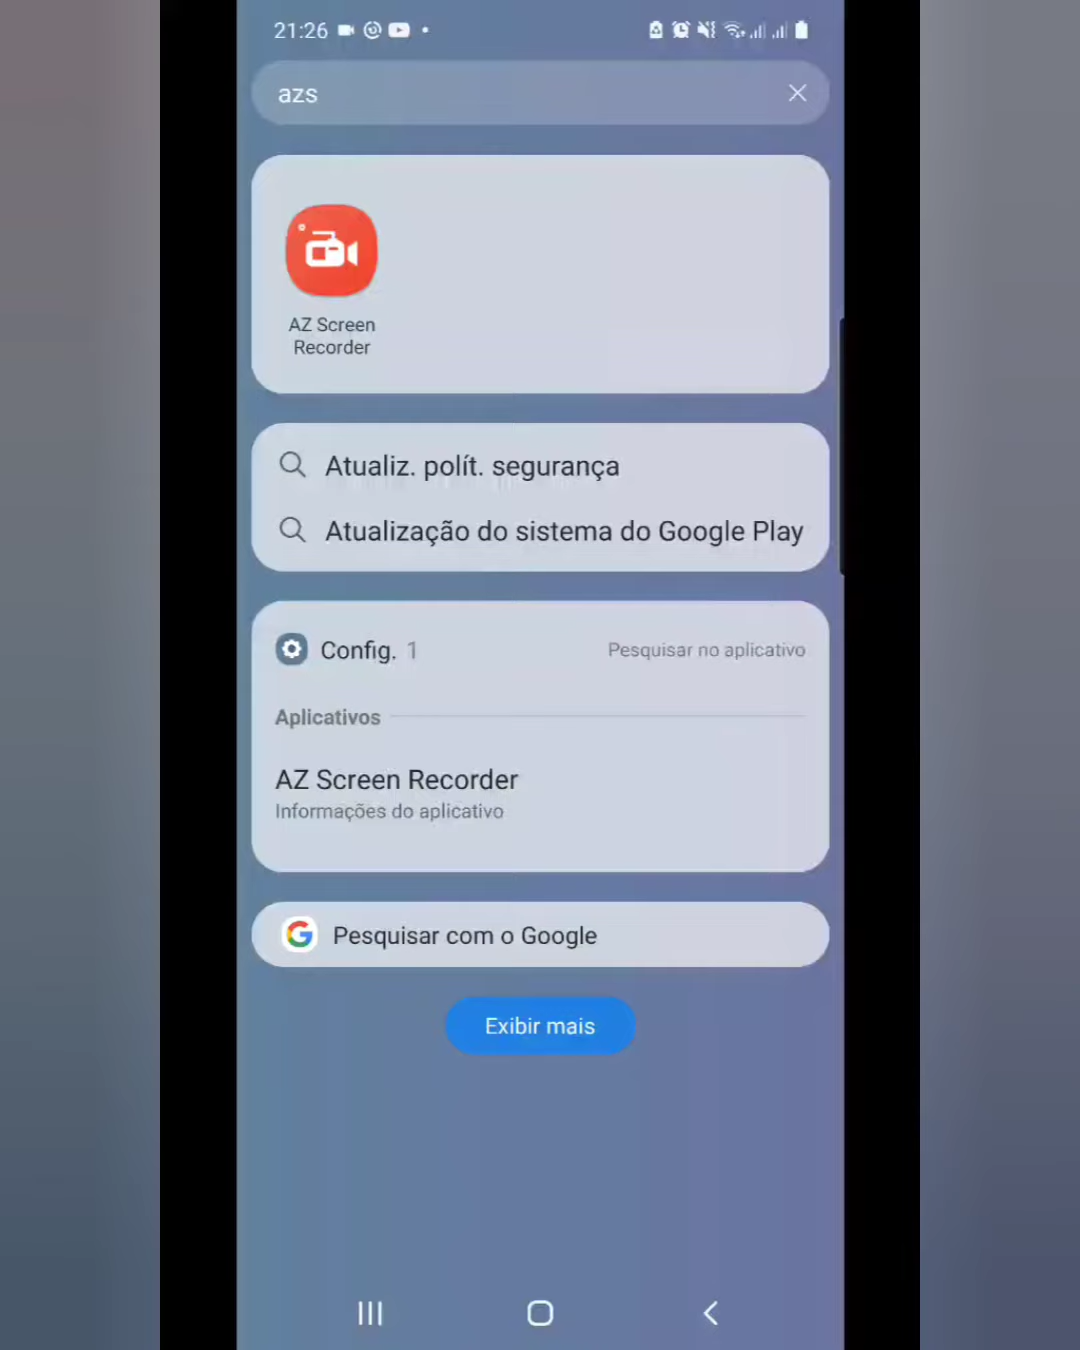 21:26
azs
AZ Screen
Recorder
Atualiz. polít. segurança
Atualização do sistema do Google Play
Config. 1
Pesquisar no aplicativo
Aplicativos
AZ Screen Recorder
Informações do aplicativo
Pesquisar com o Google
Exibir mais